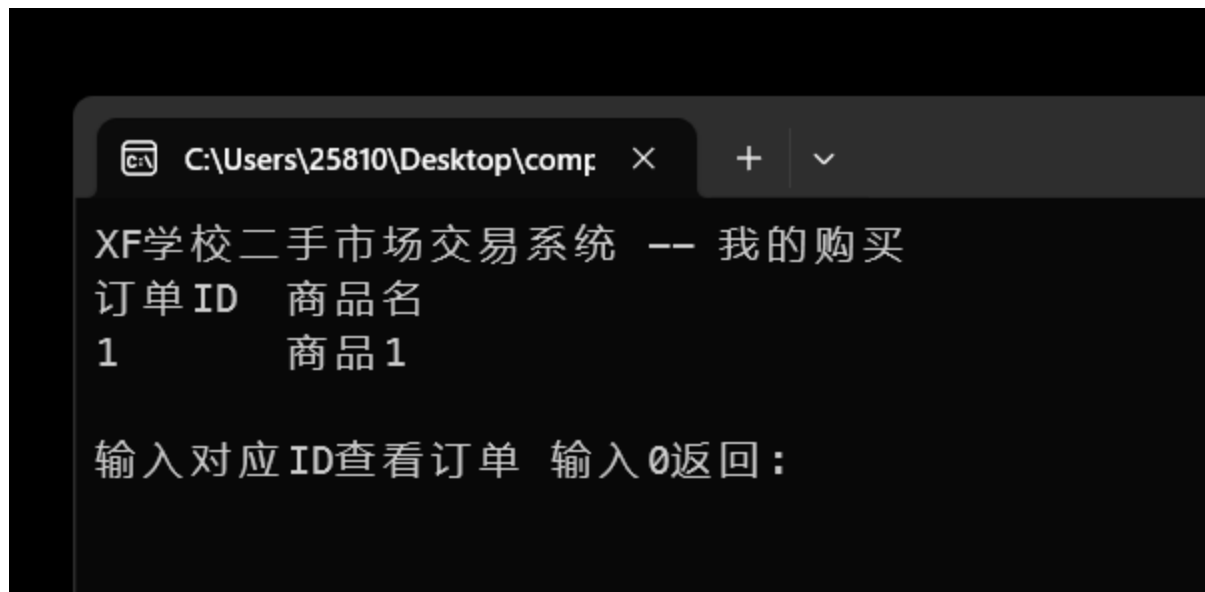 C:\Users\25810\Desktop\comp
XF学校二手市场交易系统 -- 我的购买
订单ID 商品名
1 商品1
输入对应ID查看订单 输入0返回: